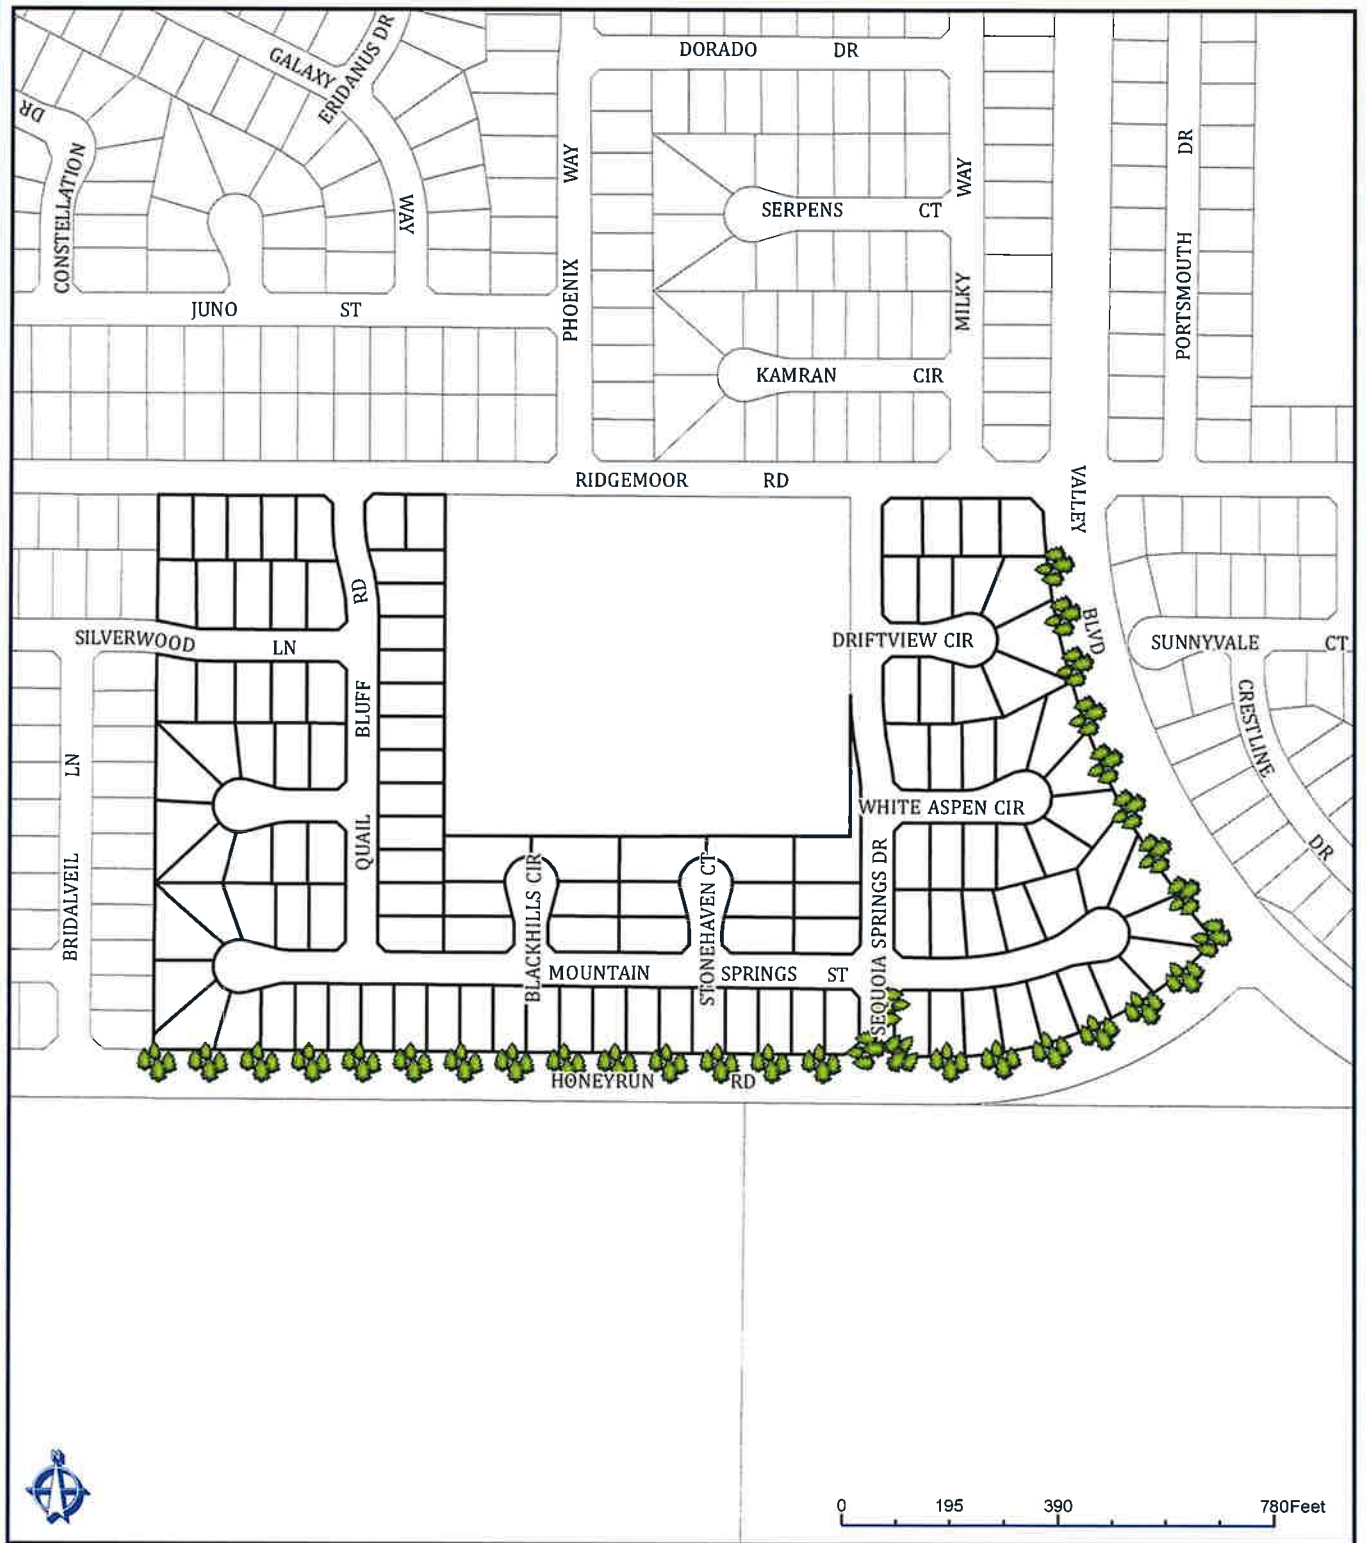 DORADO DR
GALAXY
WAY
ERIDANUS DR
DR
CONSTELLATION
PHOENIX WAY
MILKY WAY
PORTSMOUTH DR
SERPENS CT
JUNO ST
KAMRAN CIR
RIDGEMOOR RD
VALLEY
BLVD
SILVERWOOD LN
QUAIL BLUFF RD
DRIFTVIEW CIR
SUNNYVALE CT
CRESTLINE
DR
BRIDALVEIL LN
WHITE ASPEN CIR
BLACKHILLS CIR
STONEHAVEN CT
SEQUOIA SPRINGS DR
MOUNTAIN SPRINGS ST
HONEYRUN RD
N
0 195 390 780Feet